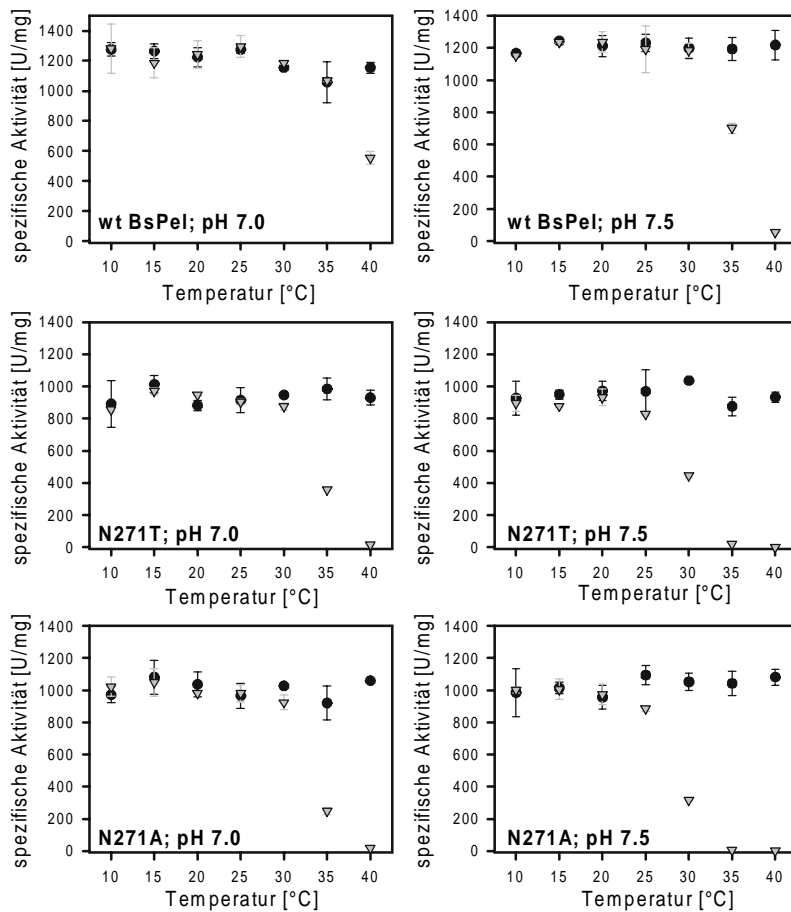 spezifische Aktivität [U/mg]
1400
1200
1000
800
600
400
200
0
wt BsPel; pH 7.0
10 15 20 25 30 35 40
Temperatur [°C]
spezifische Aktivität [U/mg]
1400
1200
1000
800
600
400
200
0
wt BsPel; pH 7.5
10 15 20 25 30 35 40
Temperatur [°C]
spezifische Aktivität [U/mg]
1400
1200
1000
800
600
400
200
0
N271T; pH 7.0
10 15 20 25 30 35 40
Temperatur [°C]
spezifische Aktivität [U/mg]
1400
1200
1000
800
600
400
200
0
N271T; pH 7.5
10 15 20 25 30 35 40
Temperatur [°C]
spezifische Aktivität [U/mg]
1400
1200
1000
800
600
400
200
0
N271A; pH 7.0
10 15 20 25 30 35 40
Temperatur [°C]
spezifische Aktivität [U/mg]
1400
1200
1000
800
600
400
200
0
N271A; pH 7.5
10 15 20 25 30 35 40
Temperatur [°C]